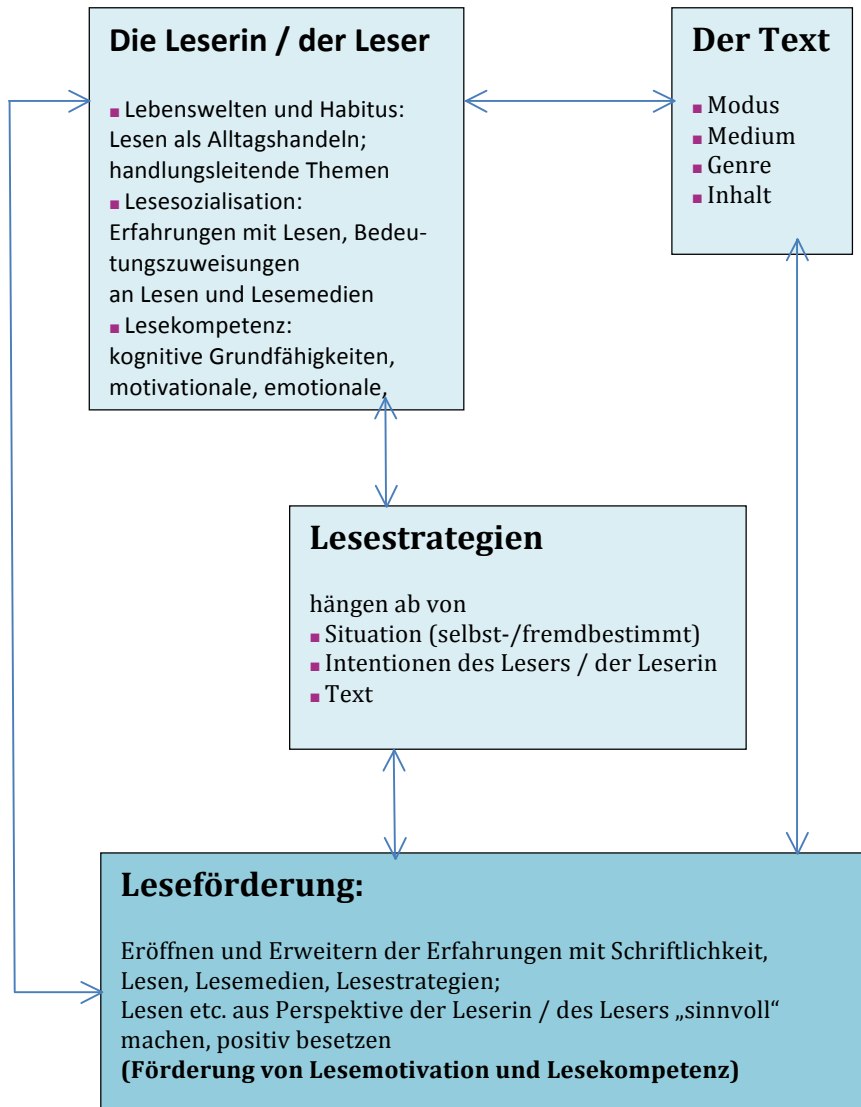 Die Leserin / der Leser
■ Lebenswelten und Habitus:
Lesen als Alltagshandeln;
handlungsleitende Themen
■ Lesesozialisation:
Erfahrungen mit Lesen, Bedeu-
tungszuweisungen
an Lesen und Lesemedien
■ Lesekompetenz:
kognitive Grundfähigkeiten,
motivationale, emotionale,
Der Text
■ Modus
■ Medium
■ Genre
■ Inhalt
Lesestrategien
hängen ab von
■ Situation (selbst-/fremdbestimmt)
■ Intentionen des Lesers / der Leserin
■ Text
Leseförderung:
Eröffnen und Erweitern der Erfahrungen mit Schriftlichkeit,
Lesen, Lesemedien, Lesestrategien;
Lesen etc. aus Perspektive der Leserin / des Lesers „sinnvoll“
machen, positiv besetzen
(Förderung von Lesemotivation und Lesekompetenz)